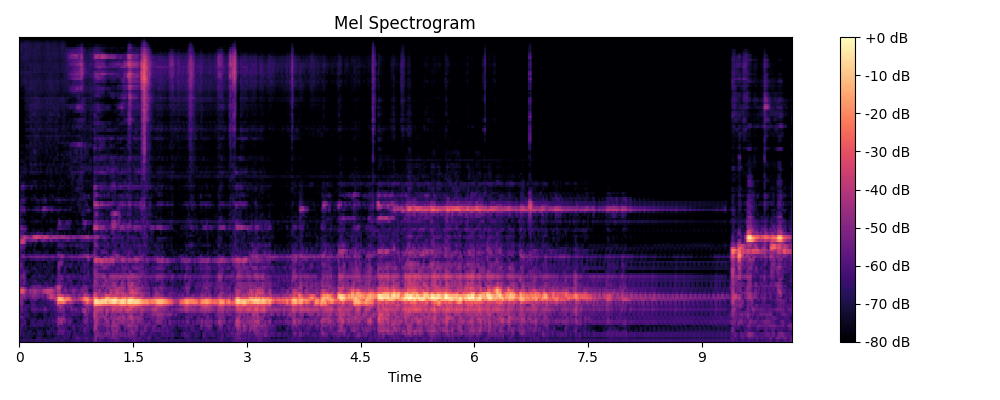 Mel Spectrogram
+0 dB
-10 dB
-20 dB
-30 dB
-40 dB
-50 dB
-60 dB
-70 dB
-80 dB
0 1.5 3 4.5 6 7.5 9
Time